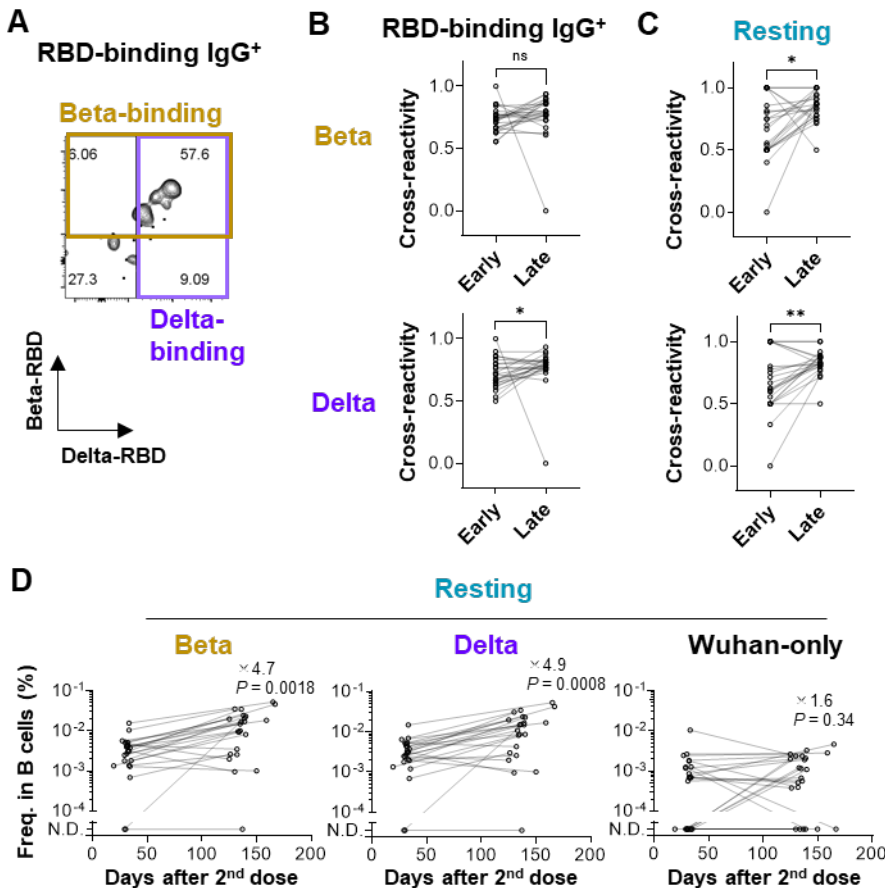 A
RBD-binding IgG⁺
Beta-binding
6.06
57.6
27.3
9.09
Delta-
binding
Beta-RBD
Delta-RBD
B
RBD-binding IgG⁺
Beta
Cross-reactivity
ns
1.0
0.5
0.0
Early
Late
Delta
Cross-reactivity
*
1.0
0.5
0.0
Early
Late
C
Resting
Cross-reactivity
*
1.0
0.5
0.0
Early
Late
Cross-reactivity
**
1.0
0.5
0.0
Early
Late
D
Resting
Freq. in B cells (%)
Beta
× 4.7
P = 0.0018
10⁻¹
10⁻²
10⁻³
10⁻⁴
N.D.
0
50
100
150
200
Days after 2ⁿᵈ dose
Delta
× 4.9
P = 0.0008
10⁻¹
10⁻²
10⁻³
10⁻⁴
N.D.
0
50
100
150
200
Days after 2ⁿᵈ dose
Wuhan-only
× 1.6
P = 0.34
10⁻¹
10⁻²
10⁻³
10⁻⁴
N.D.
0
50
100
150
200
Days after 2ⁿᵈ dose